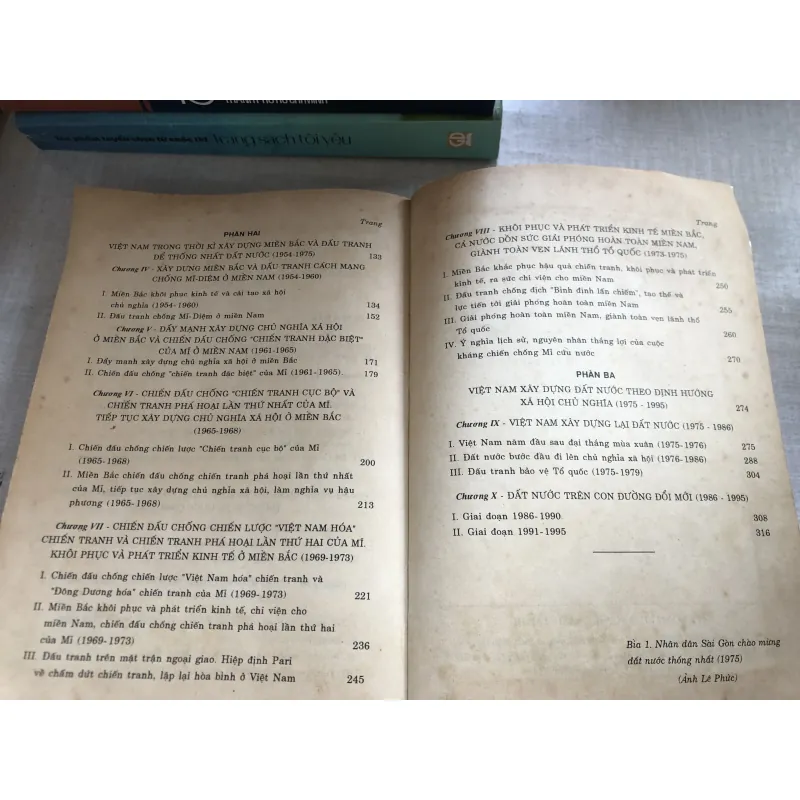 Trang sách tôi yêu
Trang
PHẦN HAI
VIỆT NAM TRONG THỜI KÌ XÂY DỰNG MIỀN BẮC VÀ ĐẤU TRANH
ĐỂ THỐNG NHẤT ĐẤT NƯỚC (1954-1975) 133
Chương IV - XÂY DỰNG MIỀN BẮC VÀ ĐẤU TRANH CÁCH MẠNG
CHỐNG MĨ-DIỆM Ở MIỀN NAM (1954-1960)
I. Miền Bắc khôi phục kinh tế và cải tạo xã hội
chủ nghĩa (1954-1960) 134
II. Đấu tranh chống Mĩ-Diệm ở miền Nam 152
Chương V - ĐẨY MẠNH XÂY DỰNG CHỦ NGHĨA XÃ HỘI
Ở MIỀN BẮC VÀ CHIẾN ĐẤU CHỐNG "CHIẾN TRANH ĐẶC BIỆT"
CỦA MĨ Ở MIỀN NAM (1961-1965)
I. Đẩy mạnh xây dựng chủ nghĩa xã hội ở miền Bắc 171
II. Chiến đấu chống "chiến tranh đặc biệt" của Mĩ (1961-1965). 179
Chương VI - CHIẾN ĐẤU CHỐNG "CHIẾN TRANH CỤC BỘ" VÀ
CHIẾN TRANH PHÁ HOẠI LẦN THỨ NHẤT CỦA MĨ.
TIẾP TỤC XÂY DỰNG CHỦ NGHĨA XÃ HỘI Ở MIỀN BẮC
(1965-1968)
I. Chiến đấu chống chiến lược "Chiến tranh cục bộ" của Mĩ
(1965-1968) 200
II. Miền Bắc chiến đấu chống chiến tranh phá hoại lần thứ nhất
của Mĩ, tiếp tục xây dựng chủ nghĩa xã hội, làm nghĩa vụ hậu
phương (1965-1968) 213
Chương VII - CHIẾN ĐẤU CHỐNG CHIẾN LƯỢC "VIỆT NAM HÓA"
CHIẾN TRANH VÀ CHIẾN TRANH PHÁ HOẠI LẦN THỨ HAI CỦA MĨ.
KHÔI PHỤC VÀ PHÁT TRIỂN KINH TẾ Ở MIỀN BẮC (1969-1973)
I. Chiến đấu chống chiến lược "Việt Nam hóa" chiến tranh và
"Đông Dương hóa" chiến tranh của Mĩ (1969-1973) 221
II. Miền Bắc khôi phục và phát triển kinh tế, chi viện cho
miền Nam, chiến đấu chống chiến tranh phá hoại lần thứ hai
của Mĩ (1969-1973) 236
III. Đấu tranh trên mặt trận ngoại giao. Hiệp định Pari
về chấm dứt chiến tranh, lập lại hòa bình ở Việt Nam 245
Trang
Chương VIII - KHÔI PHỤC VÀ PHÁT TRIỂN KINH TẾ MIỀN BẮC,
CẢ NƯỚC DỒN SỨC GIẢI PHÓNG HOÀN TOÀN MIỀN NAM,
GIÀNH TOÀN VẸN LÃNH THỔ TỔ QUỐC (1973-1975)
I. Miền Bắc khắc phục hậu quả chiến tranh, khôi phục và phát triển
kinh tế, ra sức chi viện cho miền Nam 250
II. Đấu tranh chống địch "Bình định lấn chiếm", tạo thế và
lực tiến tới giải phóng hoàn toàn miền Nam 255
III. Giải phóng hoàn toàn miền Nam, giành toàn vẹn lãnh thổ
Tổ quốc 260
IV. Ý nghĩa lịch sử, nguyên nhân thắng lợi của cuộc
kháng chiến chống Mĩ cứu nước 270
PHẦN BA
VIỆT NAM XÂY DỰNG ĐẤT NƯỚC THEO ĐỊNH HƯỚNG
XÃ HỘI CHỦ NGHĨA (1975 - 1995) 274
Chương IX - VIỆT NAM XÂY DỰNG LẠI ĐẤT NƯỚC (1975 - 1986)
I. Việt Nam năm đầu sau đại thắng mùa xuân (1975-1976) 275
II. Đất nước bước đầu đi lên chủ nghĩa xã hội (1976-1986) 288
III. Đấu tranh bảo vệ Tổ quốc (1975-1979) 304
Chương X - ĐẤT NƯỚC TRÊN CON ĐƯỜNG ĐỔI MỚI (1986 - 1995)
I. Giai đoạn 1986-1990 308
II. Giai đoạn 1991-1995 316
Bìa 1. Nhân dân Sài Gòn chào mừng
đất nước thống nhất (1975)
(Ảnh Lê Phức)